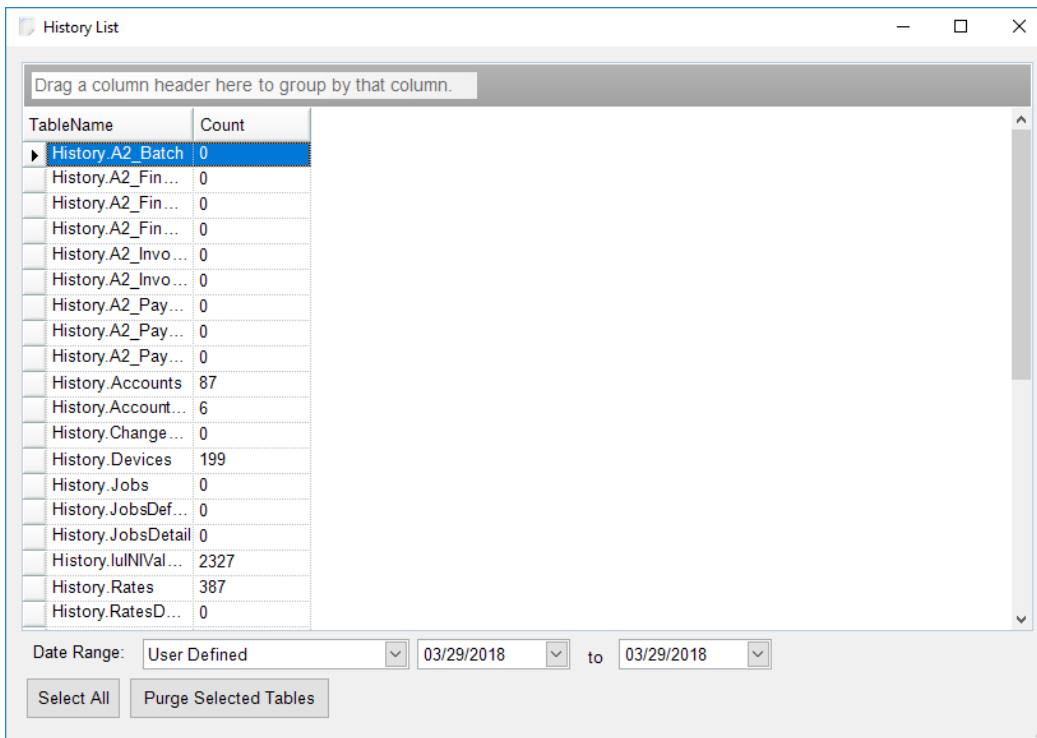 History List
Drag a column header here to group by that column.
TableName Count
History.A2_Batch 0
History.A2_Fin... 0
History.A2_Fin... 0
History.A2_Fin... 0
History.A2_Invo... 0
History.A2_Invo... 0
History.A2_Pay... 0
History.A2_Pay... 0
History.A2_Pay... 0
History.Accounts 87
History.Account... 6
History.Change... 0
History.Devices 199
History.Jobs 0
History.JobsDef... 0
History.JobsDetail 0
History.lulNIVal... 2327
History.Rates 387
History.RatesD... 0
Date Range: User Defined 03/29/2018 to 03/29/2018
Select All Purge Selected Tables